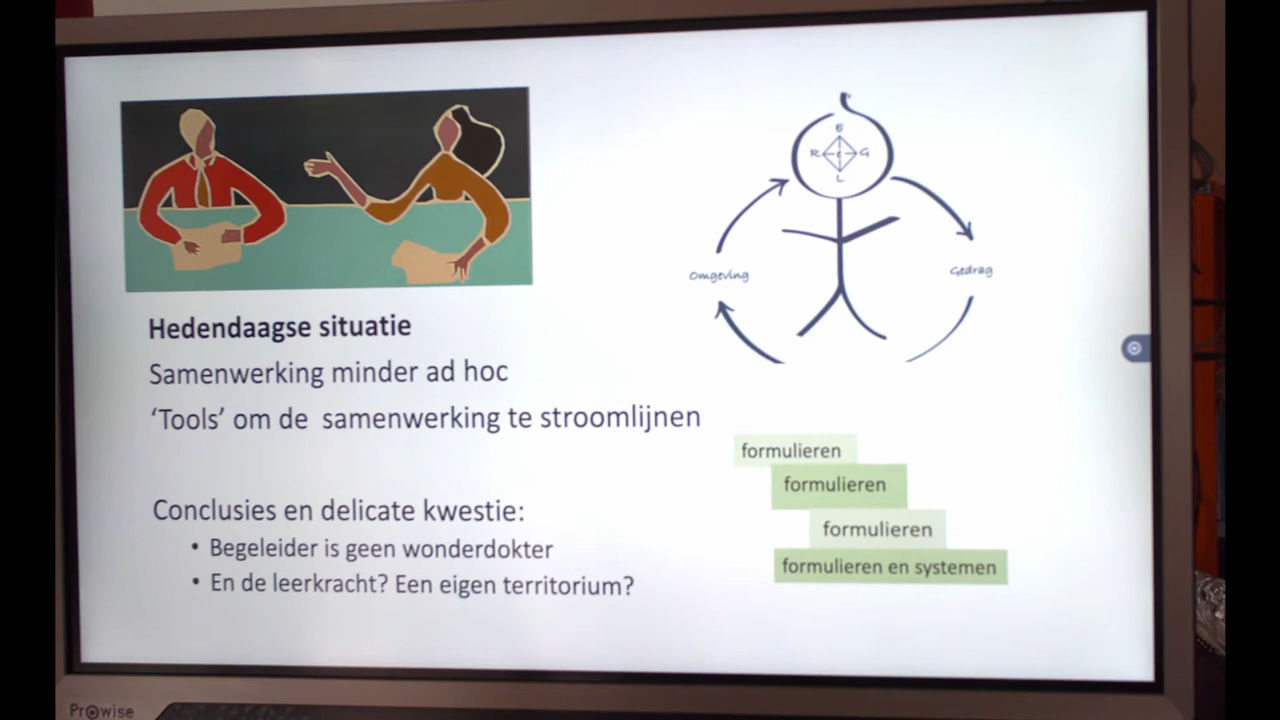 Hedendaagse situatie
Samenwerking minder ad hoc
‘Tools’ om de samenwerking te stroomlijnen
Conclusies en delicate kwestie:
• Begeleider is geen wonderdokter
• En de leerkracht? Een eigen territorium?
R
G
L
Omgeving
Gedrag
formulieren
formulieren
formulieren
formulieren en systemen
Prowise